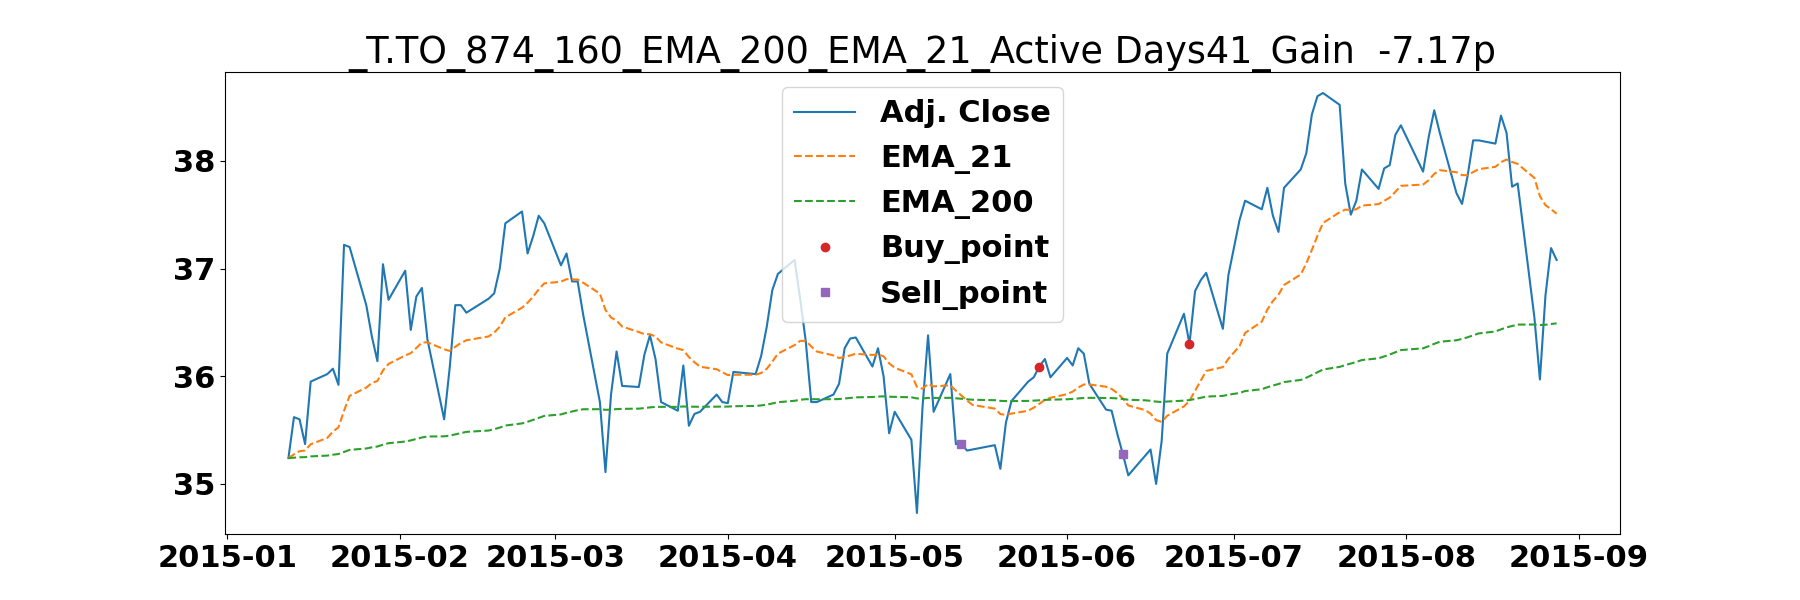 _T.TO_874_160_EMA_200_EMA_21_Active Days41_Gain  -7.17p
Adj. Close
EMA_21
EMA_200
Buy_point
Sell_point
38
37
36
35
2015-01 2015-02 2015-03 2015-04 2015-05 2015-06 2015-07 2015-08 2015-09